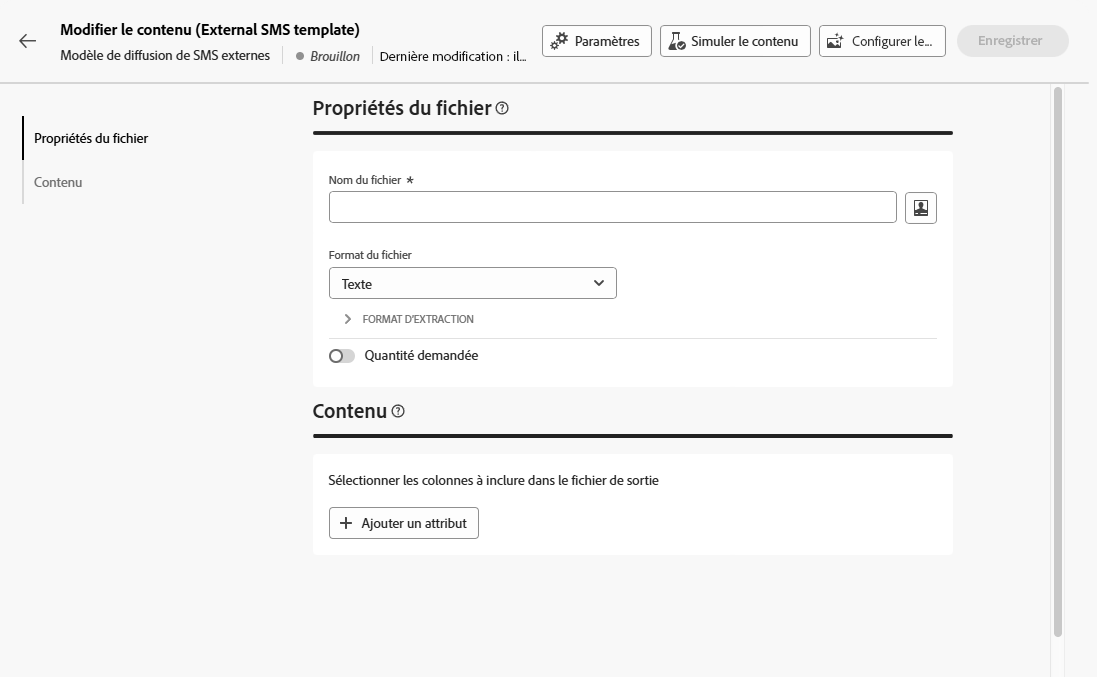 Modifier le contenu (External SMS template)
Modèle de diffusion de SMS externes
Brouillon
Dernière modification : il...
Paramètres
Simuler le contenu
Configurer le...
Enregistrer
Propriétés du fichier
Contenu
Propriétés du fichier
Nom du fichier *
Format du fichier
Texte
FORMAT D'EXTRACTION
Quantité demandée
Contenu
Sélectionner les colonnes à inclure dans le fichier de sortie
Ajouter un attribut